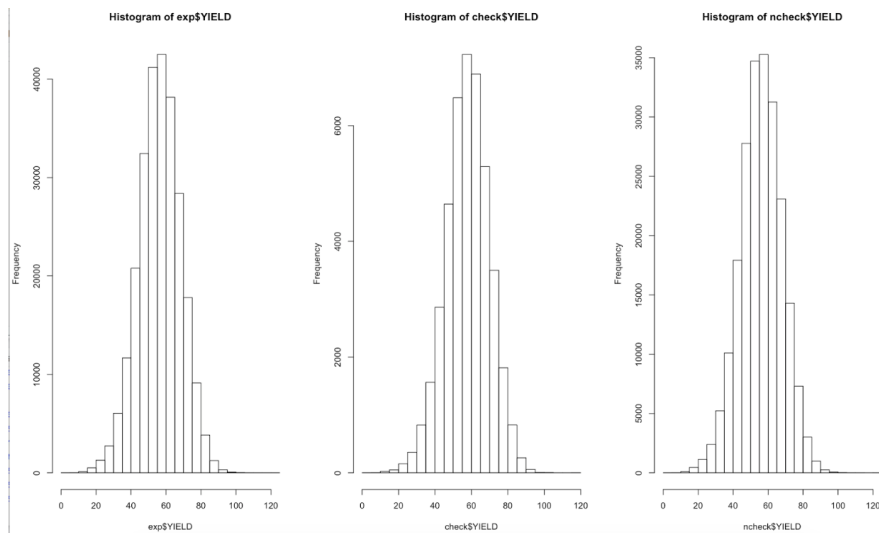 Histogram of exp$YIELD
Frequency
0
10000
20000
30000
40000
0 20 40 60 80 100 120
exp$YIELD
Histogram of check$YIELD
Frequency
0
2000
4000
6000
0 20 40 60 80 100 120
check$YIELD
Histogram of ncheck$YIELD
Frequency
0
5000
10000
15000
20000
25000
30000
35000
0 20 40 60 80 100 120
ncheck$YIELD